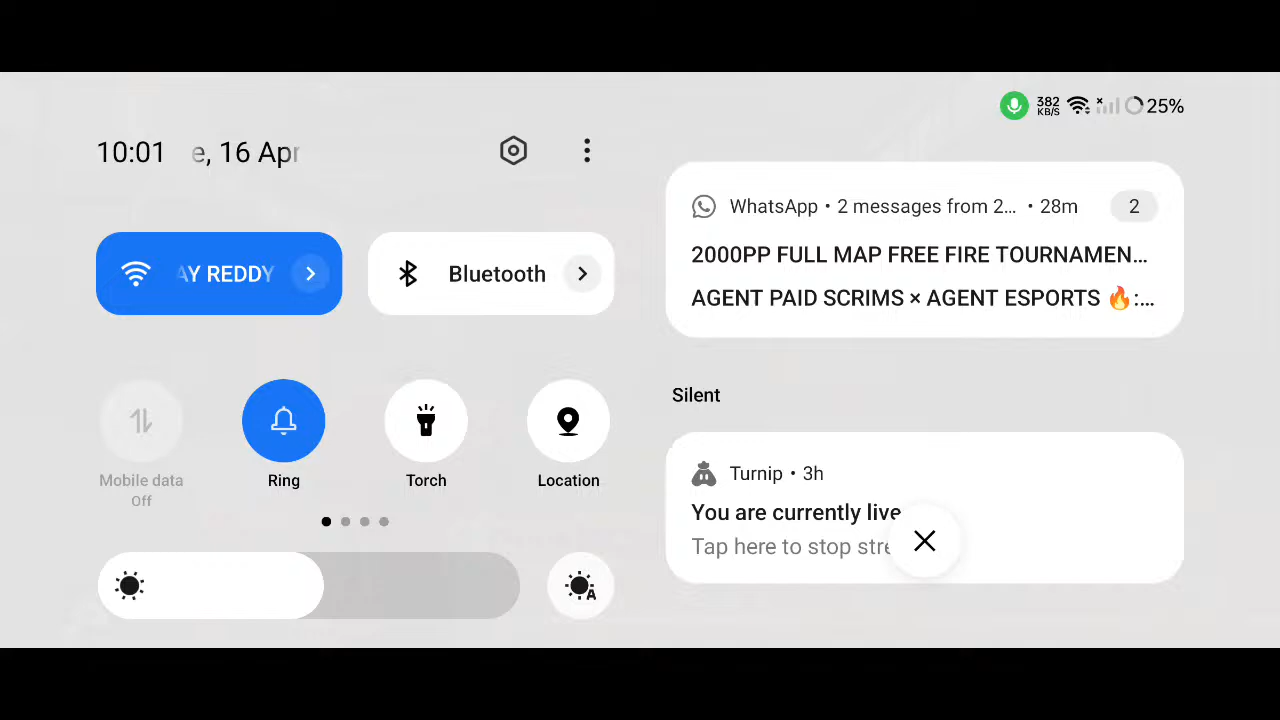 382
KB/S
25%
10:01 e, 16 Apr
AY REDDY
Bluetooth
Mobile data
Off
Ring
Torch
Location
A
WhatsApp • 2 messages from 2... • 28m
2
2000PP FULL MAP FREE FIRE TOURNAMEN...
AGENT PAID SCRIMS × AGENT ESPORTS 🔥:...
Silent
Turnip • 3h
You are currently live
Tap here to stop stre